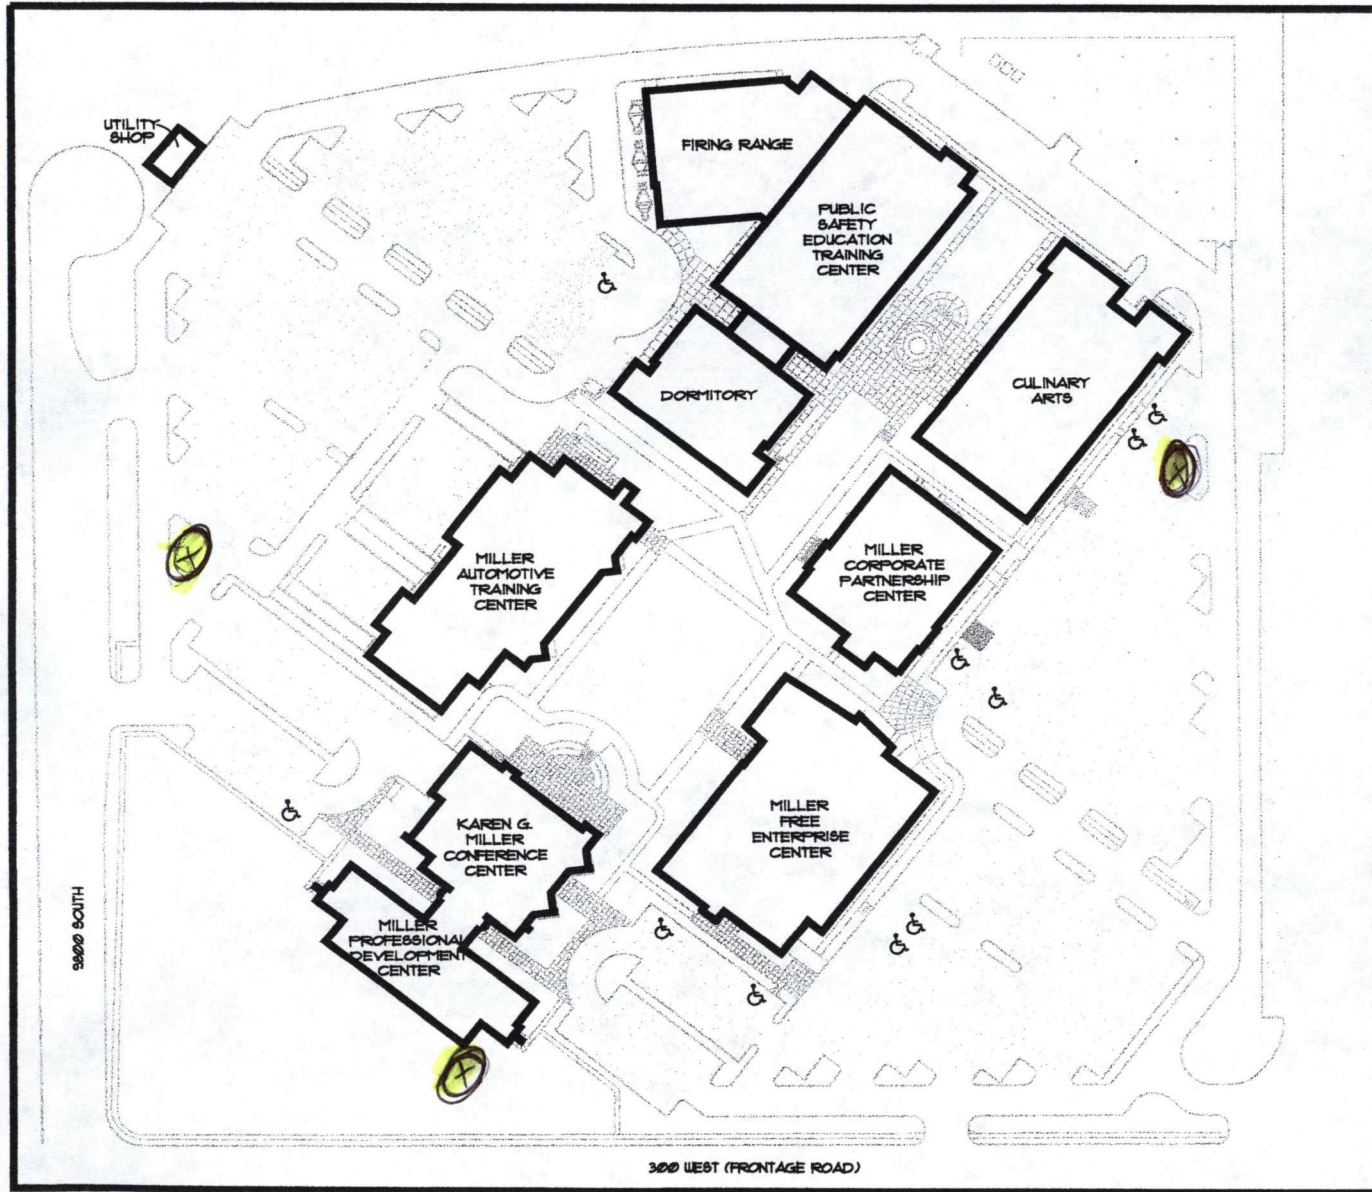 UTILITY
SHOP
FIRING RANGE
PUBLIC
SAFETY
EDUCATION
TRAINING
CENTER
DORMITORY
CULINARY
ARTS
MILLER
AUTOMOTIVE
TRAINING
CENTER
MILLER
CORPORATE
PARTNERSHIP
CENTER
KAREN G.
MILLER
CONFERENCE
CENTER
MILLER
FREE
ENTERPRISE
CENTER
MILLER
PROFESSIONAL
DEVELOPMENT
CENTER
9800 SOUTH
300 WEST (FRONTAGE ROAD)
X
X
X